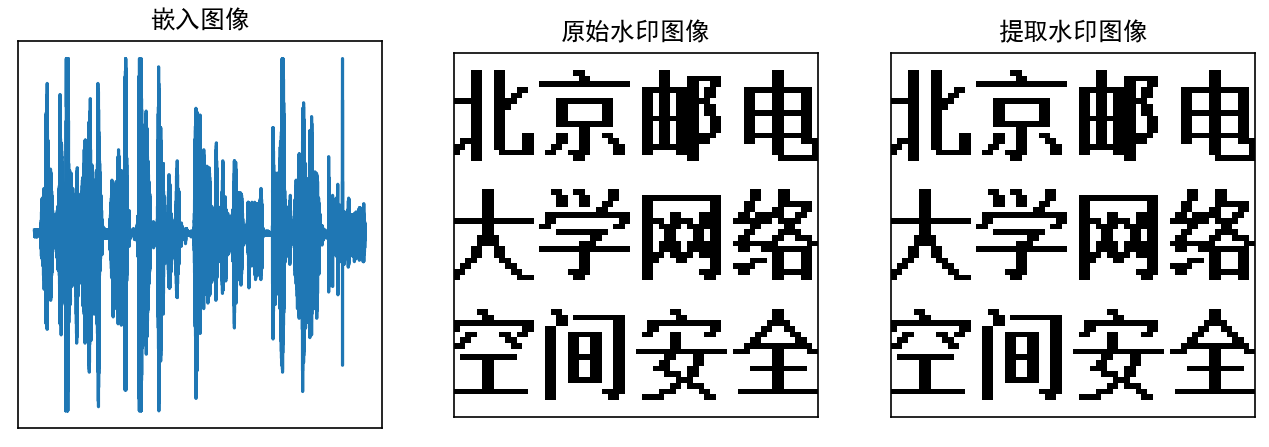 嵌入图像
原始水印图像
北京邮电
大学网络
空间安全
提取水印图像
北京邮电
大学网络
空间安全